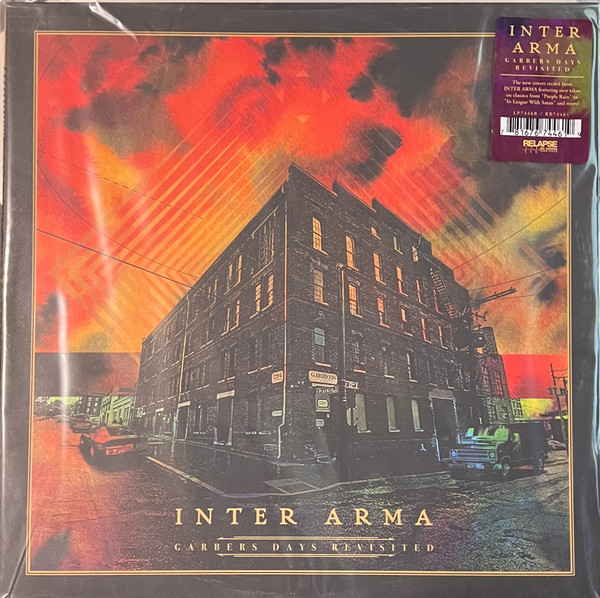 INTER
ARMA
GARBERS DAYS
REVISITED
The new covers record from
INTER ARMA featuring new takes
on classics from "Purple Rain" to
"In League With Satan" and more!
RELAPSE
GARBERS
INTER ARMA
GARBERS DAYS REVISITED